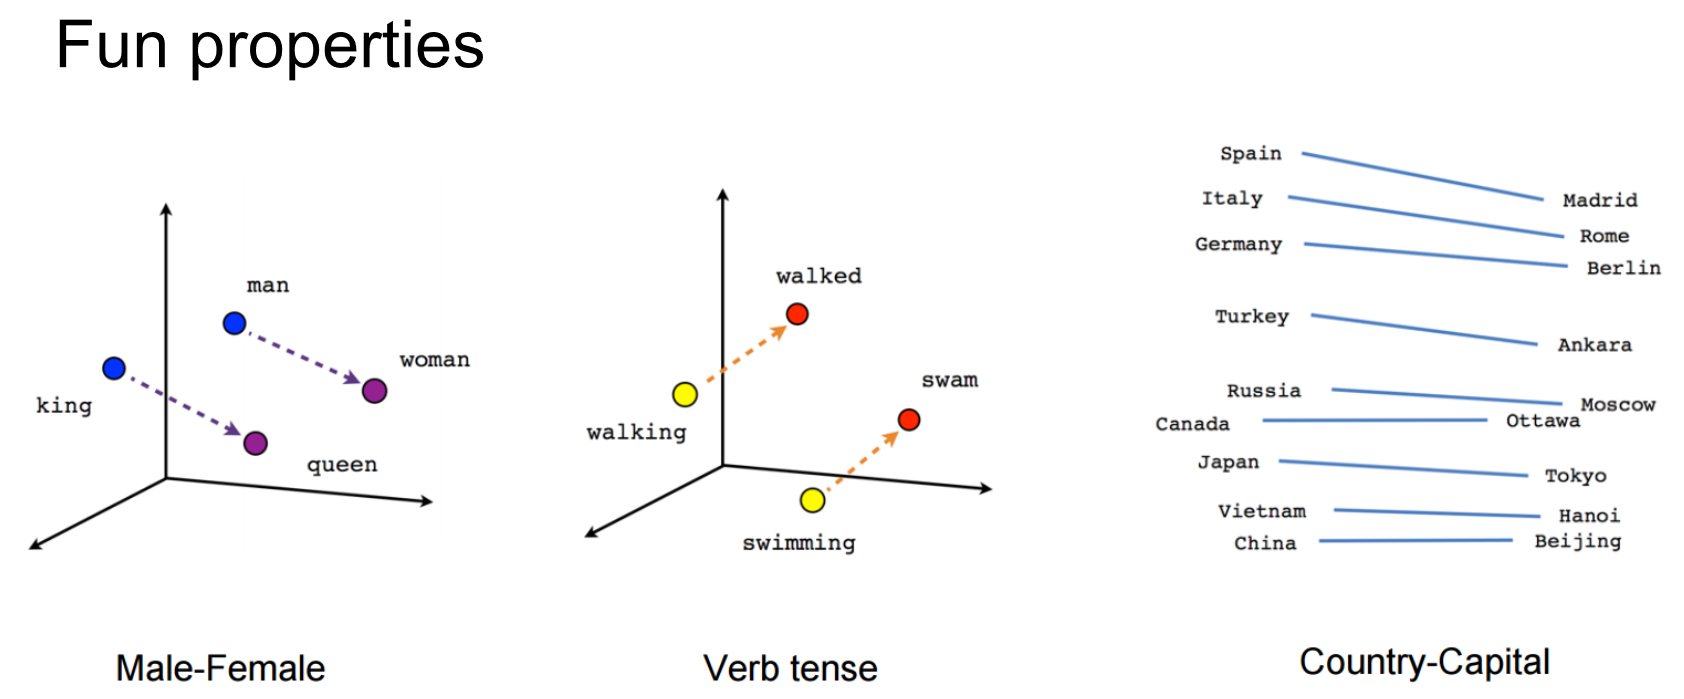 Fun properties
man
woman
king
queen
Male-Female
walked
swam
walking
swimming
Verb tense
Spain
Madrid
Italy
Rome
Germany
Berlin
Turkey
Ankara
Russia
Moscow
Canada
Ottawa
Japan
Tokyo
Vietnam
Hanoi
China
Beijing
Country-Capital